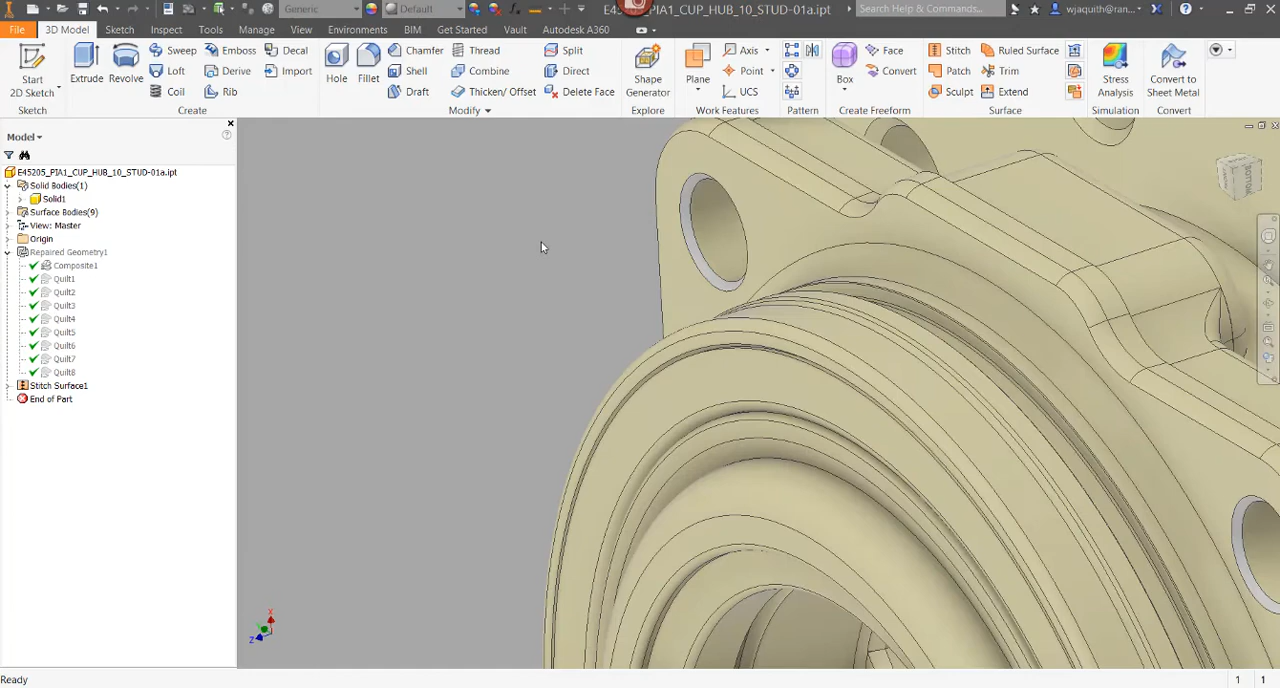 Generic
Default
E45205_PIA1_CUP_HUB_10_STUD-01a.ipt
Search Help & Commands...
wjaquith@ran...
File
3D Model
Sketch
Inspect
Tools
Manage
View
Environments
BIM
Get Started
Vault
Autodesk A360
Start
2D Sketch
Sketch
Extrude
Revolve
Sweep
Emboss
Decal
Loft
Derive
Import
Coil
Rib
Create
Hole
Fillet
Chamfer
Thread
Split
Shell
Combine
Direct
Draft
Thicken/ Offset
Delete Face
Modify
Shape
Generator
Explore
Plane
Axis
Point
UCS
Work Features
Pattern
Box
Face
Convert
Create Freeform
Stitch
Ruled Surface
Patch
Trim
Sculpt
Extend
Surface
Stress
Analysis
Simulation
Convert to
Sheet Metal
Convert
Model
E45205_PIA1_CUP_HUB_10_STUD-01a.ipt
Solid Bodies(1)
Solid1
Surface Bodies(9)
View: Master
Origin
Repaired Geometry1
Composite1
Quilt1
Quilt2
Quilt3
Quilt4
Quilt5
Quilt6
Quilt7
Quilt8
Stitch Surface1
End of Part
BOTTOM
X
Y
Z
Ready
1 1